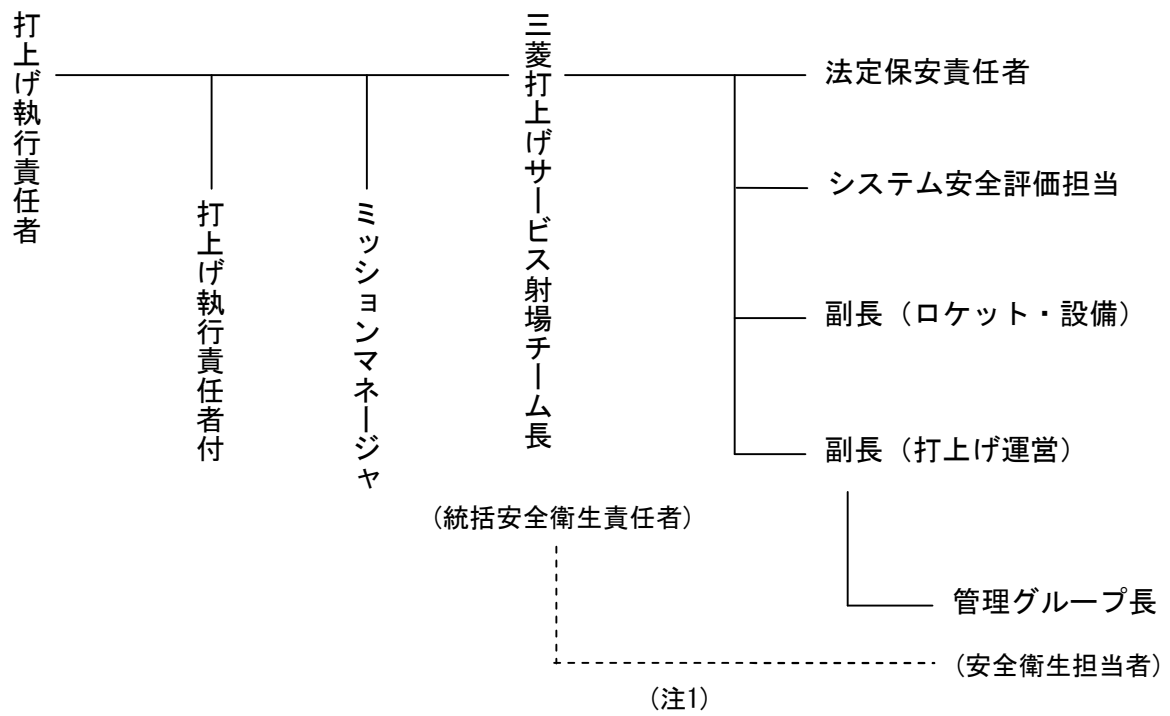 打上げ執行責任者
打上げ執行責任者付
ミッションマネージャ
三菱打上げサービス射場チーム長
(統括安全衛生責任者)
法定保安責任者
システム安全評価担当
副長（ロケット・設備）
副長（打上げ運営）
管理グループ長
(安全衛生担当者)
(注1)